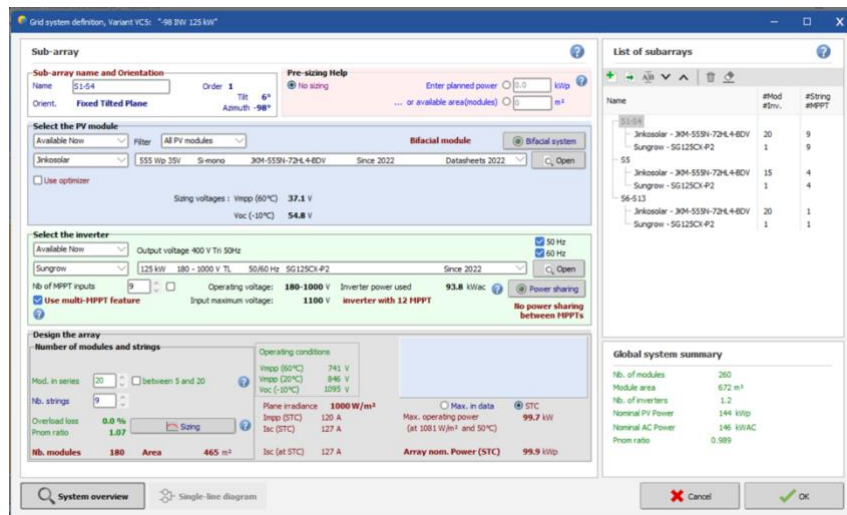 Grid system definition, Variant VC5: "-98 INV 125 kW"
Sub-array
Sub-array name and Orientation
Name S1-S4
Orient. Fixed Tilted Plane
Order 1
Tilt 6°
Azimuth -98°
Pre-sizing Help
No sizing
Enter planned power 0.0 kWp
... or available area(modules) 0 m²
Select the PV module
Available Now Filter All PV modules Bifacial module Bifacial system
Jinkosolar 555 Wp 35V Si-mono JKM-555N-72HL4-BDV Since 2022 Datasheets 2022 Open
Use optimizer
Sizing voltages : Vmpp (60°C) 37.1 V
Voc (-10°C) 54.8 V
Select the inverter
Available Now Output voltage 400 V Tri 50Hz
50 Hz
60 Hz
Sungrow 125 kW 180 - 1000 V TL 50/60 Hz SG125CX-P2 Since 2022 Open
Nb of MPPT inputs 9 Operating voltage: 180-1000 V Inverter power used 93.8 kWac Power sharing
Use multi-MPPT feature Input maximum voltage: 1100 V inverter with 12 MPPT
No power sharing
between MPPTs
Design the array
Number of modules and strings
Mod. in series 20 between 5 and 20
Nb. strings 9
Overload loss 0.0 %
Pnom ratio 1.07
Sizing
Nb. modules 180 Area 465 m²
Operating conditions
Vmpp (60°C) 741 V
Vmpp (20°C) 846 V
Voc (-10°C) 1095 V
Plane irradiance 1000 W/m²
Impp (STC) 120 A
Isc (STC) 127 A
Isc (at STC) 127 A
Max. in data STC
Max. operating power 99.7 kW
(at 1081 W/m² and 50°C)
Array nom. Power (STC) 99.9 kWp
List of subarrays
Name #Mod #String
#Inv. #MPPT
S1-S4
Jinkosolar - JKM-555N-72HL4-BDV 20 9
Sungrow - SG125CX-P2 1 9
S5
Jinkosolar - JKM-555N-72HL4-BDV 15 4
Sungrow - SG125CX-P2 1 4
S6-S13
Jinkosolar - JKM-555N-72HL4-BDV 20 1
Sungrow - SG125CX-P2 1 1
Global system summary
Nb. of modules 260
Module area 672 m²
Nb. of inverters 1.2
Nominal PV Power 144 kWp
Nominal AC Power 146 kWAC
Pnom ratio 0.989
System overview
Single-line diagram
Cancel
OK